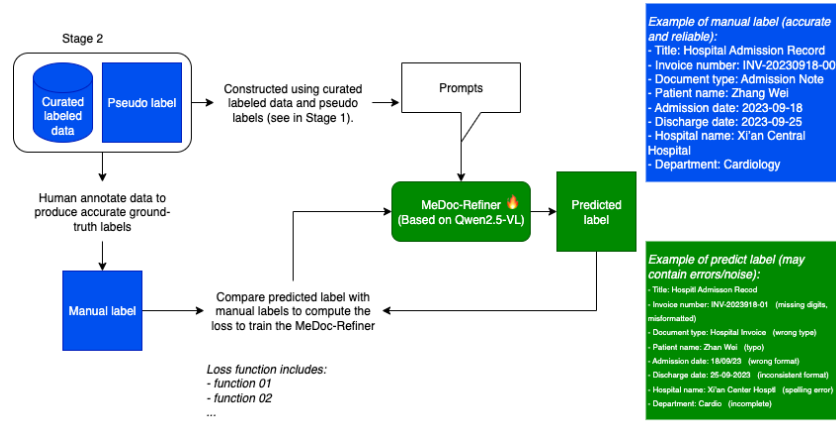 Stage 2
Curated
labeled
data
Pseudo label
Constructed using curated
labeled data and pseudo
labels (see in Stage 1).
Prompts
Human annotate data to
produce accurate ground-
truth labels
MeDoc-Refiner 🔥
(Based on Qwen2.5-VL)
Predicted
label
Manual label
Compare predicted label with
manual labels to compute the
loss to train the MeDoc-Refiner
Loss function includes:
- function 01
- function 02
...
Example of manual label (accurate
and reliable):
- Title: Hospital Admission Record
- Invoice number: INV-20230918-00
- Document type: Admission Note
- Patient name: Zhang Wei
- Admission date: 2023-09-18
- Discharge date: 2023-09-25
- Hospital name: Xi'an Central
Hospital
- Department: Cardiology
Example of predict label (may
contain errors/noise):
- Title: Hospitl Admisson Recod
- Invoice number: INV-2023918-01 (missing digits,
misformatted)
- Document type: Hospital Invoice (wrong type)
- Patient name: Zhan Wei (typo)
- Admission date: 18/09/23 (wrong format)
- Discharge date: 25-09-2023 (inconsistent format)
- Hospital name: Xi'an Center Hosptl (spelling error)
- Department: Cardio (incomplete)